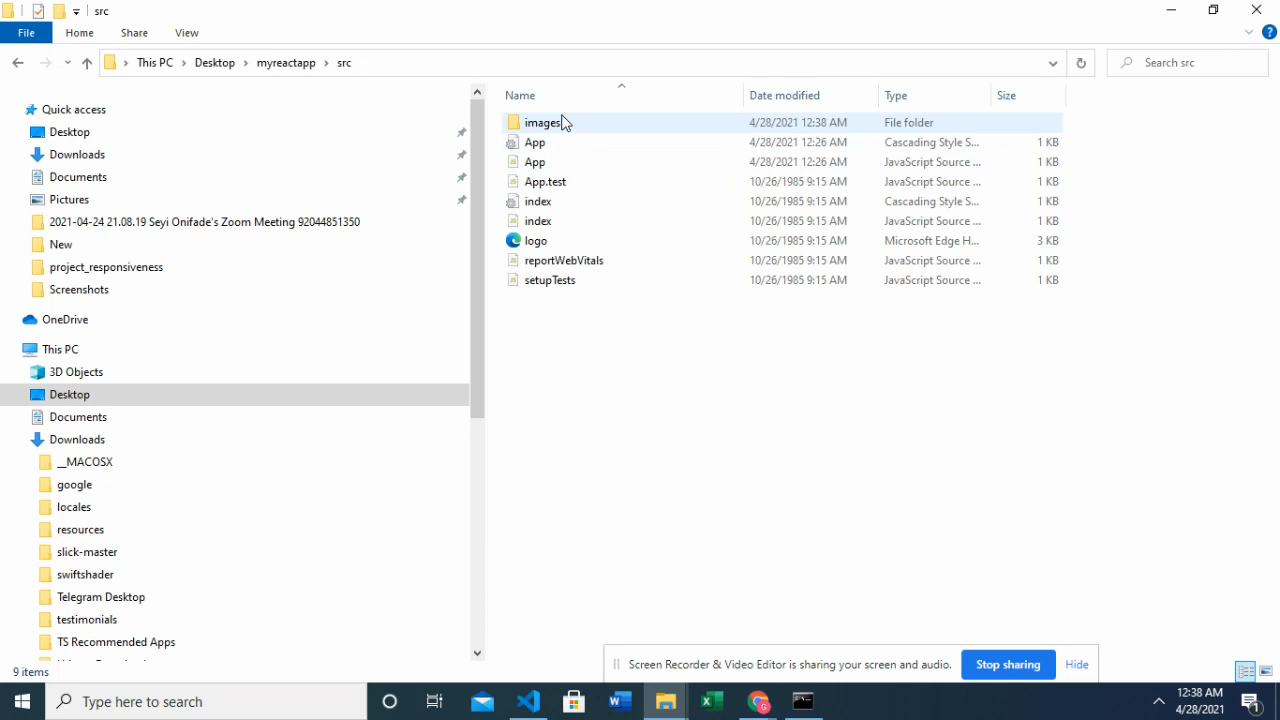 src
File Home Share View
This PC Desktop myreactapp src Search src
Name Date modified Type Size
Quick access
Desktop
Downloads
Documents
Pictures
2021-04-24 21.08.19 Seyi Onifade's Zoom Meeting 92044851350
New
project_responsiveness
Screenshots
OneDrive
This PC
3D Objects
Desktop
Documents
Downloads
__MACOSX
google
locales
resources
slick-master
swiftshader
Telegram Desktop
testimonials
TS Recommended Apps
images 4/28/2021 12:38 AM File folder
App 4/28/2021 12:26 AM Cascading Style S... 1 KB
App 4/28/2021 12:26 AM JavaScript Source ... 1 KB
App.test 10/26/1985 9:15 AM JavaScript Source ... 1 KB
index 10/26/1985 9:15 AM Cascading Style S... 1 KB
index 10/26/1985 9:15 AM JavaScript Source ... 1 KB
logo 10/26/1985 9:15 AM Microsoft Edge H... 3 KB
reportWebVitals 10/26/1985 9:15 AM JavaScript Source ... 1 KB
setupTests 10/26/1985 9:15 AM JavaScript Source ... 1 KB
Screen Recorder & Video Editor is sharing your screen and audio. Stop sharing Hide
9 items
Type here to search
12:38 AM
4/28/2021
1